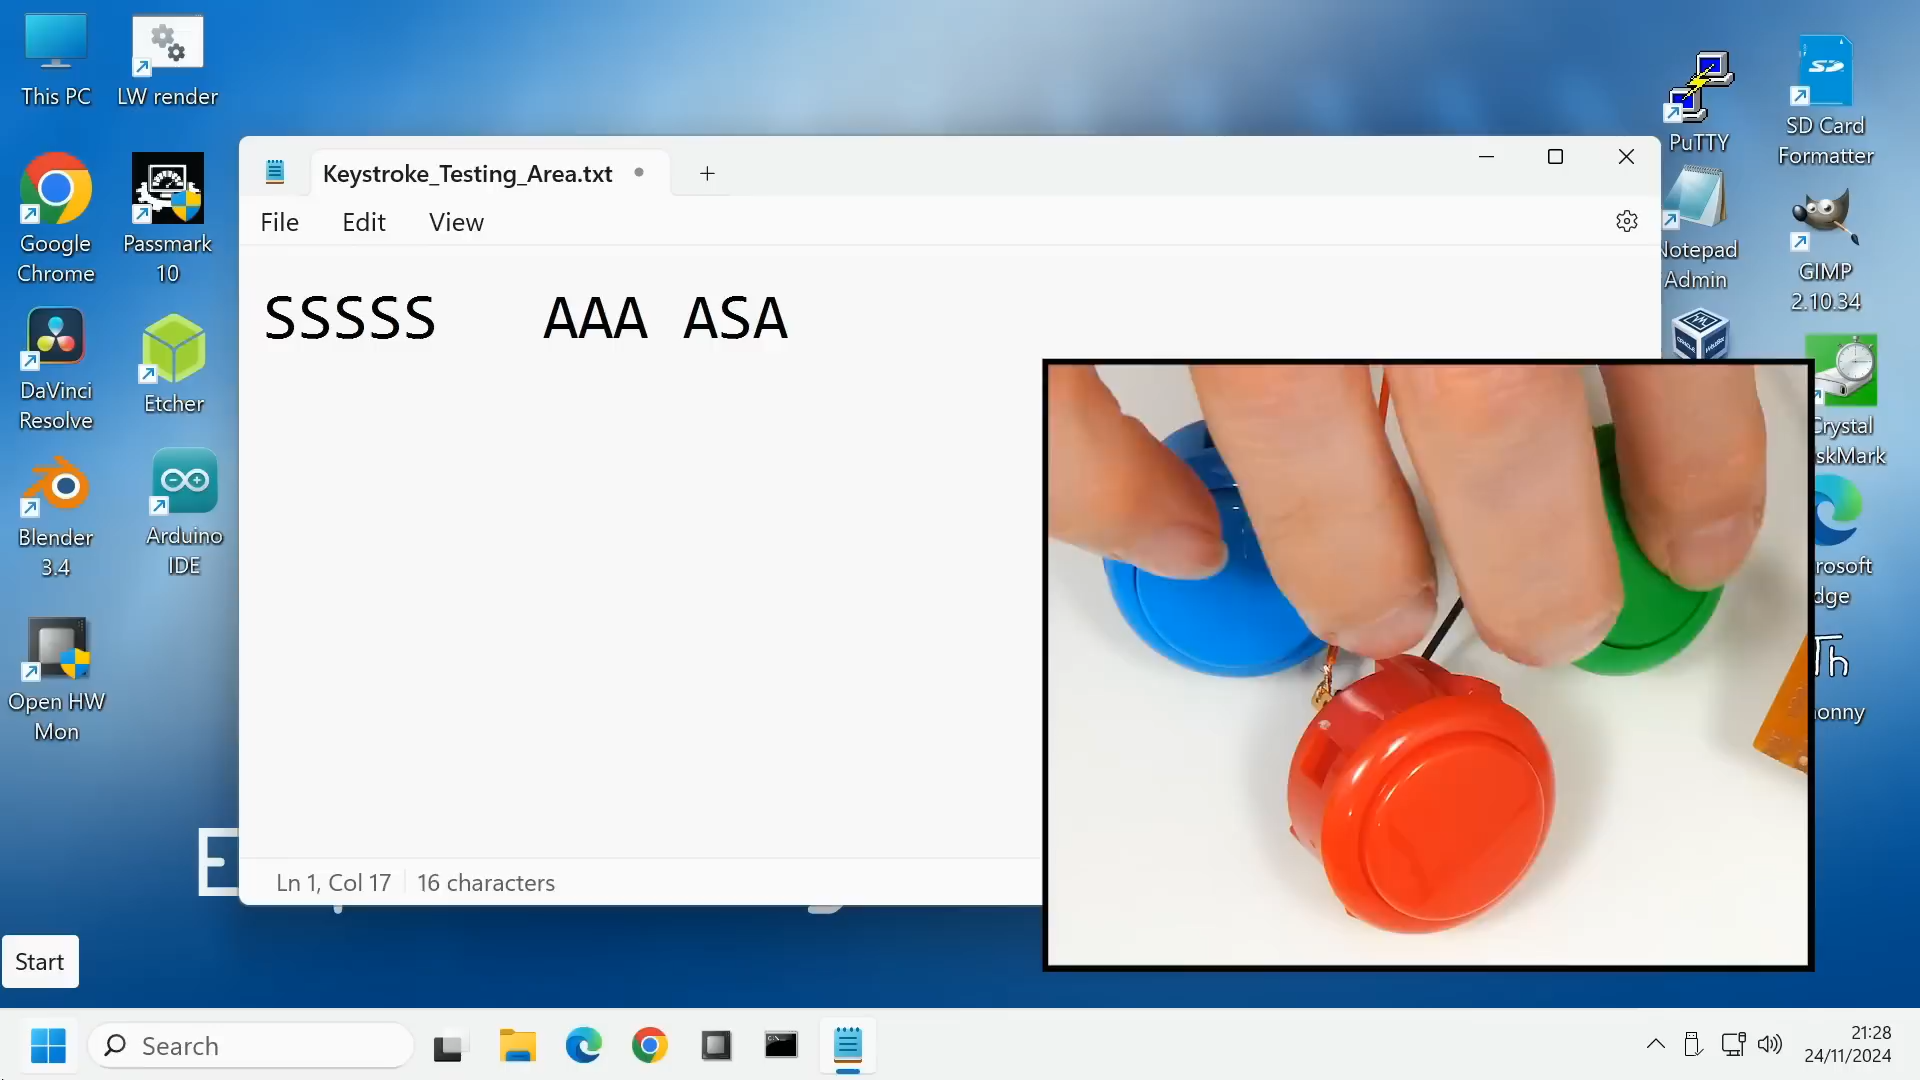 This PC
LW render
Google
Chrome
Passmark
10
DaVinci
Resolve
Etcher
Blender
3.4
Arduino
IDE
Open HW
Mon
Keystroke_Testing_Area.txt
File
Edit
View
SSSSS   AAA ASA
Ln 1, Col 17
16 characters
PuTTY
SD Card
Formatter
Notepad
Admin
GIMP
2.10.34
Start
Search
21:28
24/11/2024